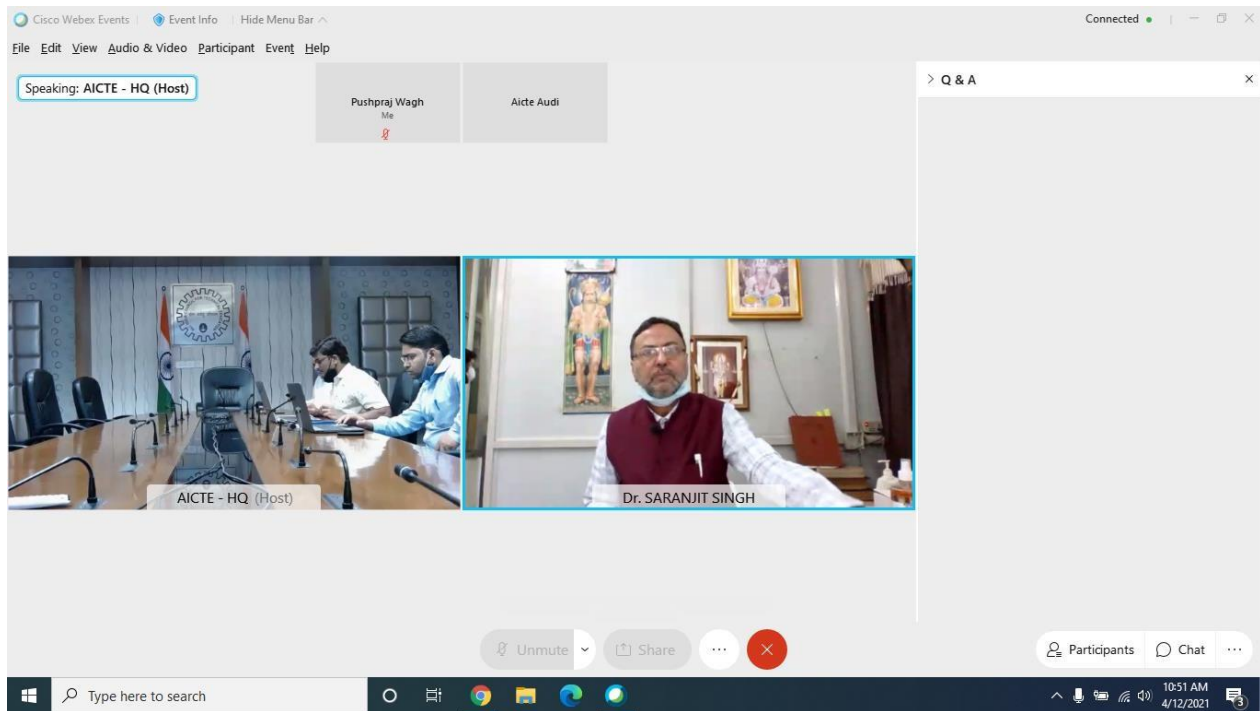 Cisco Webex Events
Event Info
Hide Menu Bar
Connected
File Edit View Audio & Video Participant Event Help
Speaking: AICTE - HQ (Host)
Pushpraj Wagh
Me
Aicte Audi
Q & A
AICTE - HQ (Host)
Dr. SARANJIT SINGH
Unmute
Share
Participants
Chat
Type here to search
10:51 AM
4/12/2021
3